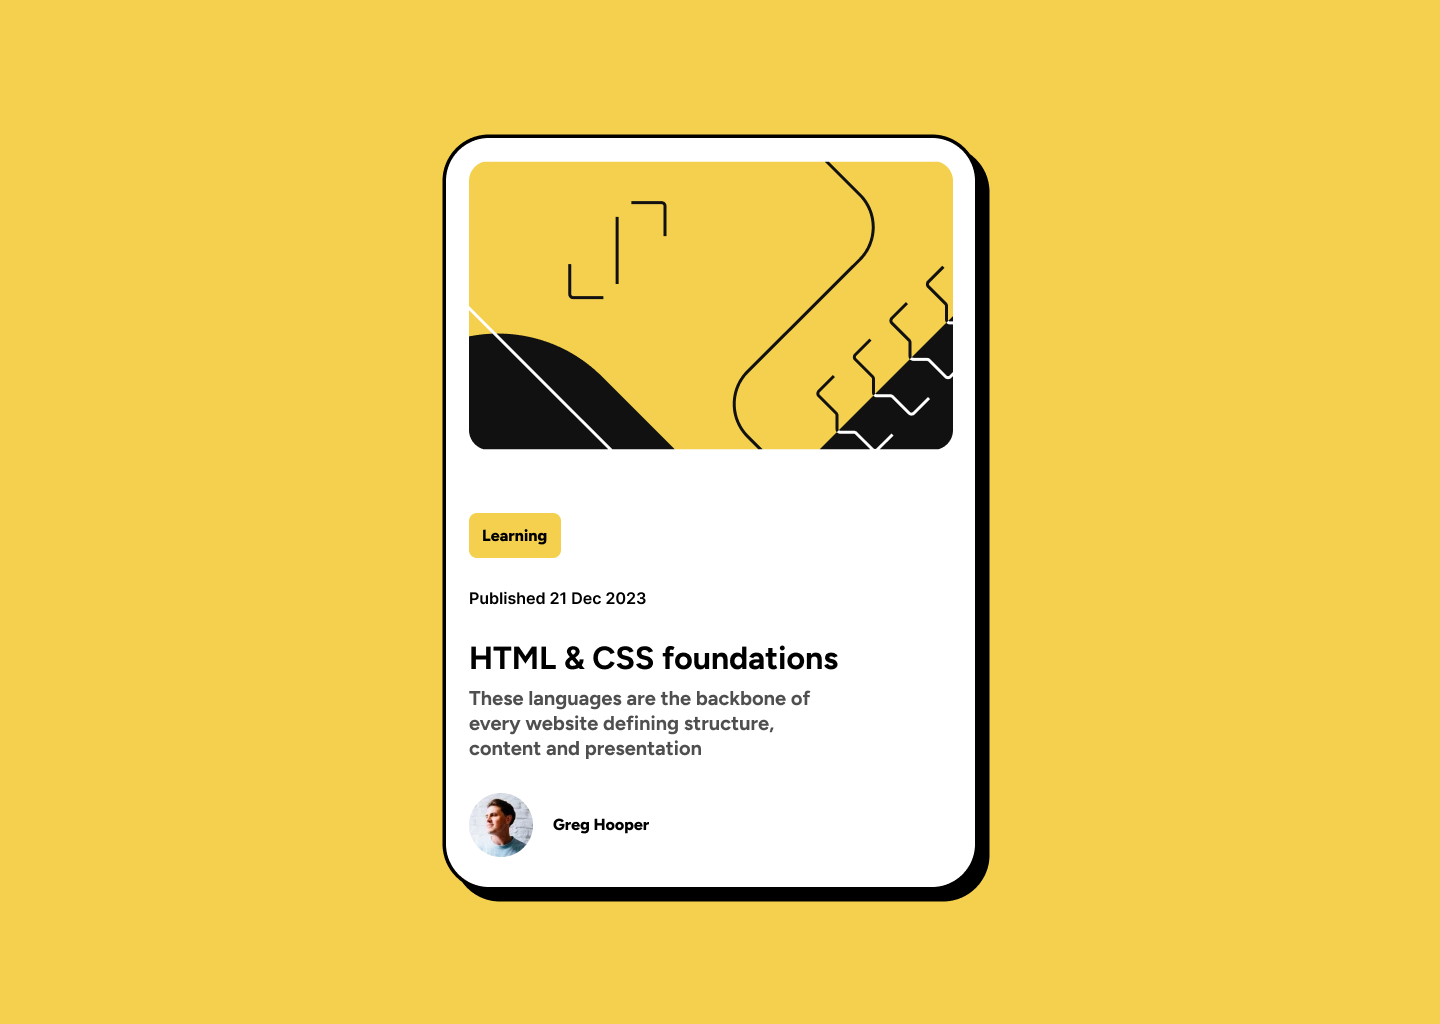 Learning
Published 21 Dec 2023
HTML & CSS foundations
These languages are the backbone of
every website defining structure,
content and presentation
Greg Hooper